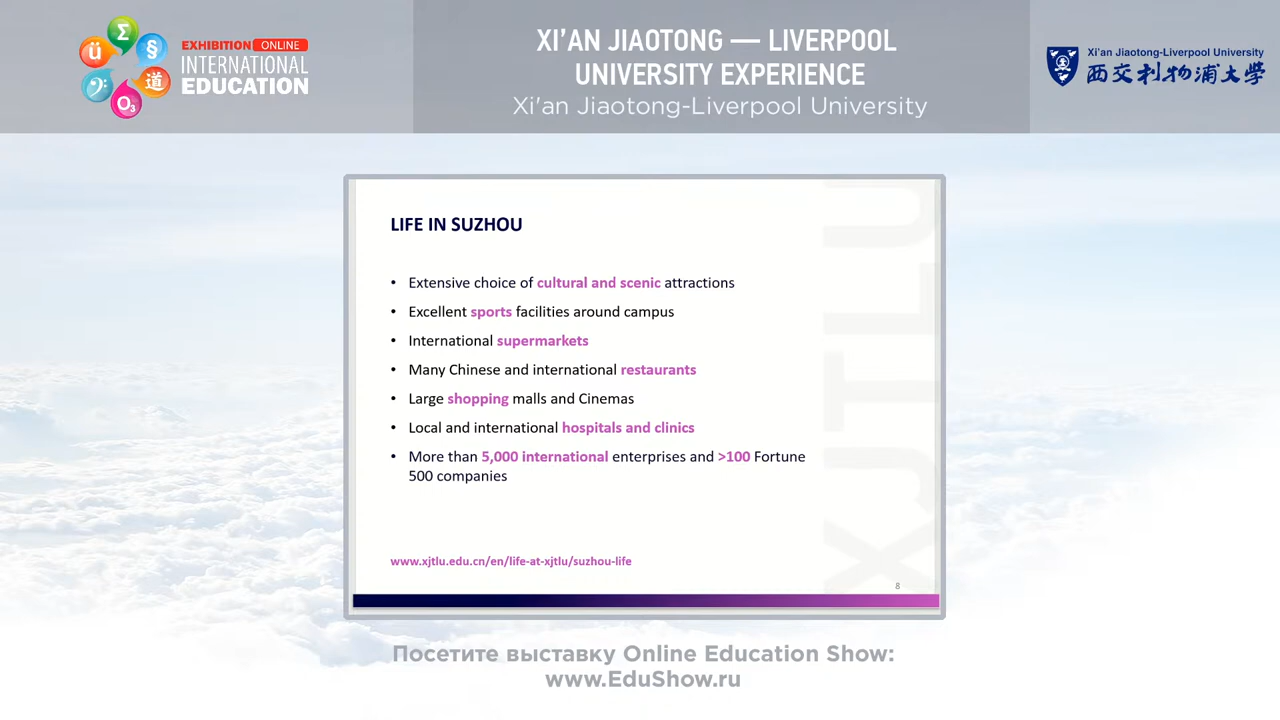 ü
Σ
§
道
O₃
EXHIBITION ONLINE
INTERNATIONAL
EDUCATION
XI'AN JIAOTONG — LIVERPOOL
UNIVERSITY EXPERIENCE
Xi'an Jiaotong-Liverpool University
Xi'an Jiaotong-Liverpool University
西交利物浦大学
LIFE IN SUZHOU
• Extensive choice of cultural and scenic attractions
• Excellent sports facilities around campus
• International supermarkets
• Many Chinese and international restaurants
• Large shopping malls and Cinemas
• Local and international hospitals and clinics
• More than 5,000 international enterprises and >100 Fortune
500 companies
www.xjtlu.edu.cn/en/life-at-xjtlu/suzhou-life
8
XJTLU
Посетите выставку Online Education Show:
www.EduShow.ru